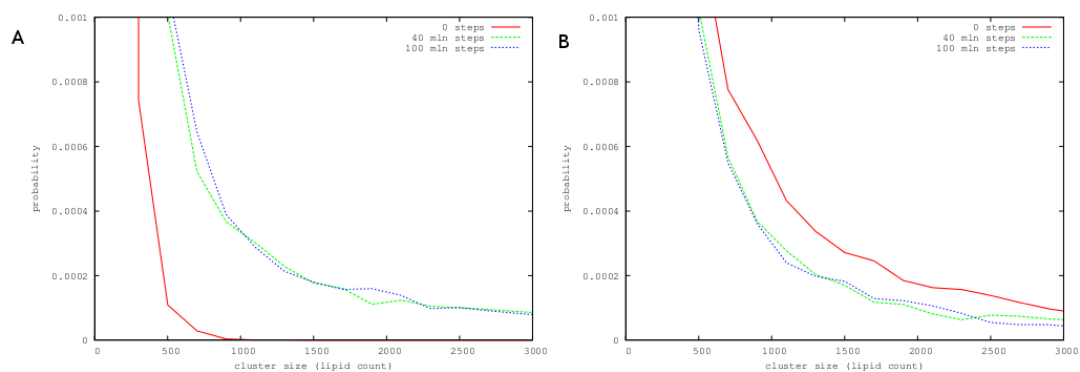 A
0.001
0.0008
0.0006
0.0004
0.0002
0
probability
0 steps
40 mln steps
100 mln steps
0 500 1000 1500 2000 2500 3000
cluster size (lipid count)
B
0.001
0.0008
0.0006
0.0004
0.0002
0
probability
0 steps
40 mln steps
100 mln steps
0 500 1000 1500 2000 2500 3000
cluster size (lipid count)